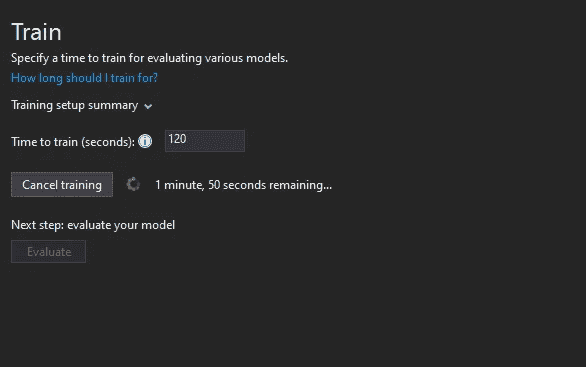 Train
Specify a time to train for evaluating various models.
How long should I train for?
Training setup summary
Time to train (seconds): 120
Cancel training 1 minute, 50 seconds remaining...
Next step: evaluate your model
Evaluate